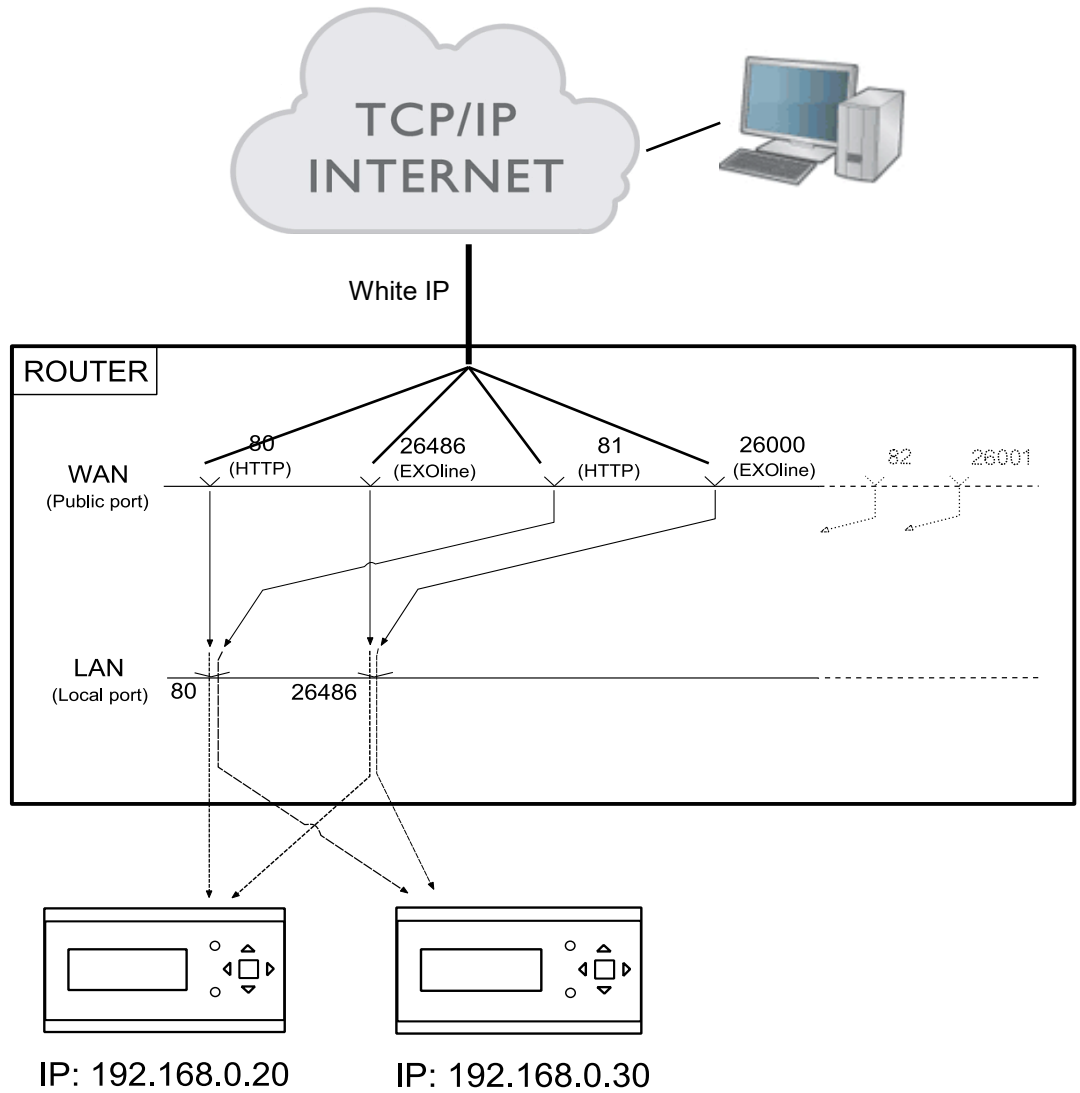 TCP/IP
INTERNET
White IP
ROUTER
80
(HTTP)
26486
(EXOline)
81
(HTTP)
26000
(EXOline)
82
26001
WAN
(Public port)
LAN
(Local port)
80
26486
IP: 192.168.0.20
IP: 192.168.0.30